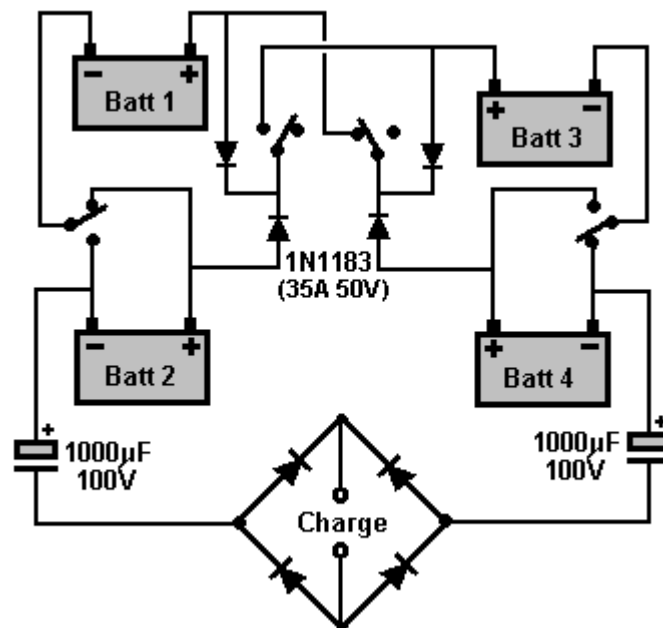 - +
Batt 1
+ -
Batt 3
1N1183
(35A 50V)
- +
Batt 2
+ -
Batt 4
+
1000µF
100V
+
1000µF
100V
Charge